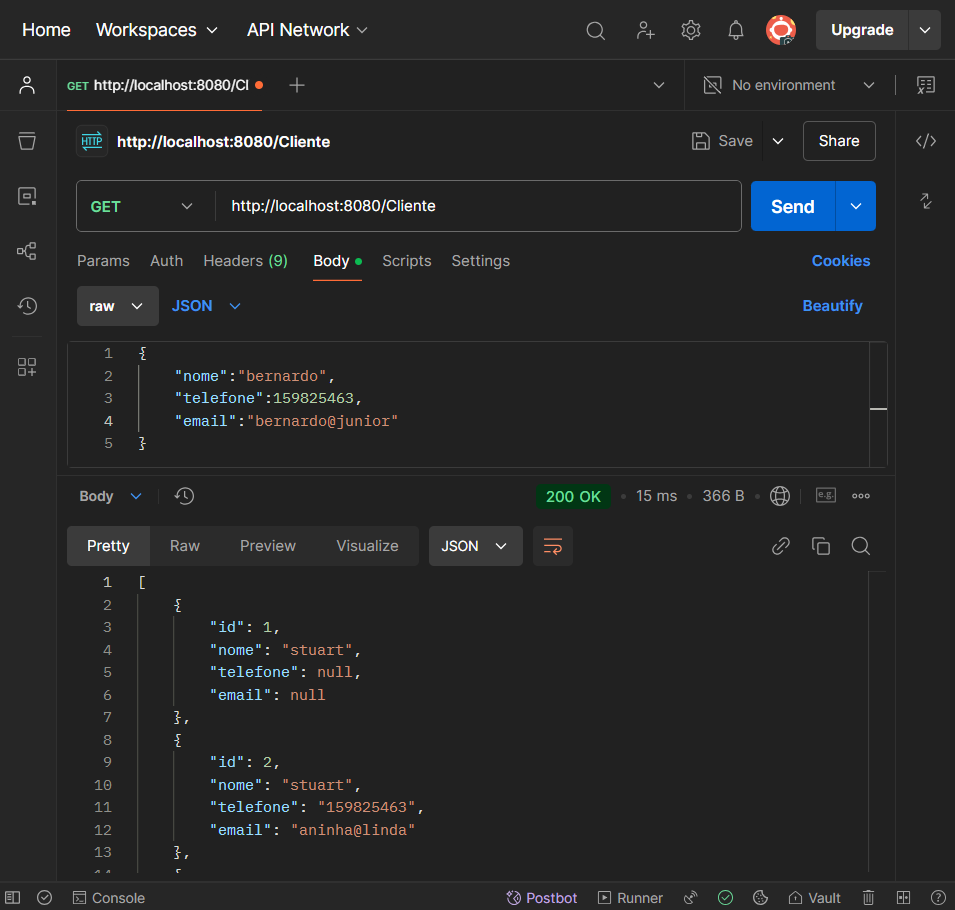 Home Workspaces API Network Upgrade
GET http://localhost:8080/Cl No environment
HTTP http://localhost:8080/Cliente Save Share
GET http://localhost:8080/Cliente Send
Params Auth Headers (9) Body Scripts Settings Cookies
raw JSON Beautify
1 {
2 "nome":"bernardo",
3 "telefone":159825463,
4 "email":"bernardo@junior"
5 }
Body 200 OK 15 ms 366 B e.g.
Pretty Raw Preview Visualize JSON
1 [
2 {
3 "id": 1,
4 "nome": "stuart",
5 "telefone": null,
6 "email": null
7 },
8 {
9 "id": 2,
10 "nome": "stuart",
11 "telefone": "159825463",
12 "email": "aninha@linda"
13 },
14 {
Console Postbot Runner Vault